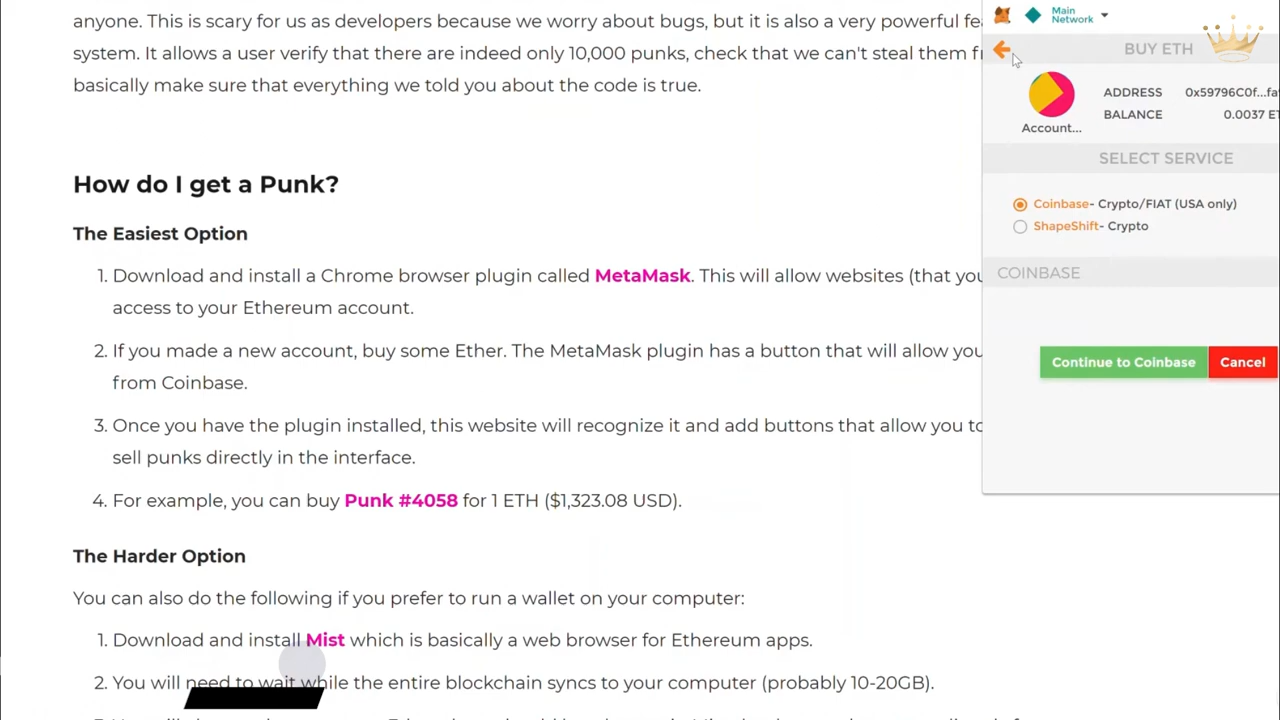 anyone. This is scary for us as developers because we worry about bugs, but it is also a very powerful
system. It allows a user verify that there are indeed only 10,000 punks, check that we can't steal them
basically make sure that everything we told you about the code is true.
How do I get a Punk?
The Easiest Option
1. Download and install a Chrome browser plugin called MetaMask. This will allow websites (that you
access to your Ethereum account.
2. If you made a new account, buy some Ether. The MetaMask plugin has a button that will allow you
from Coinbase.
3. Once you have the plugin installed, this website will recognize it and add buttons that allow you to
sell punks directly in the interface.
4. For example, you can buy Punk #4058 for 1 ETH ($1,323.08 USD).
The Harder Option
You can also do the following if you prefer to run a wallet on your computer:
1. Download and install Mist which is basically a web browser for Ethereum apps.
2. You will need to wait while the entire blockchain syncs to your computer (probably 10-20GB).
Main
Network
BUY ETH
ADDRESS 0x59796C0f...fa
BALANCE 0.0037
Account...
SELECT SERVICE
Coinbase- Crypto/FIAT (USA only)
ShapeShift- Crypto
COINBASE
Continue to Coinbase
Cancel